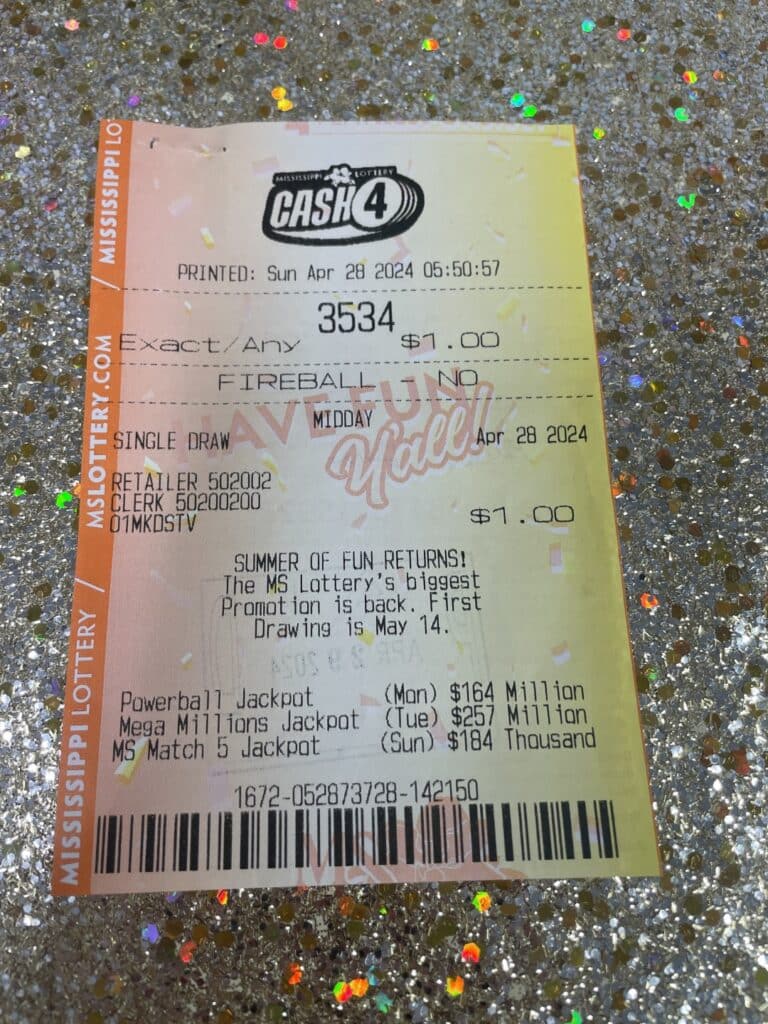 MISSISSIPPI LOTTERY
CASH 4
PRINTED: Sun Apr 28 2024 05:50:57
3534
Exact/Any $1.00
FIREBALL - NO
HAVE FUN
Y'all!
MIDDAY
SINGLE DRAW Apr 28 2024
RETAILER 502002
CLERK 50200200
01MKDSTV $1.00
SUMMER OF FUN RETURNS!
The MS Lottery's biggest
Promotion is back. First
Drawing is May 14.
APR 29 2024
Powerball Jackpot (Mon) $164 Million
Mega Millions Jackpot (Tue) $257 Million
MS Match 5 Jackpot (Sun) $184 Thousand
1672-052873728-142150
MISSISSIPPI LOTTERY / MSLOTTERY.COM / MISSISSIPPI LO